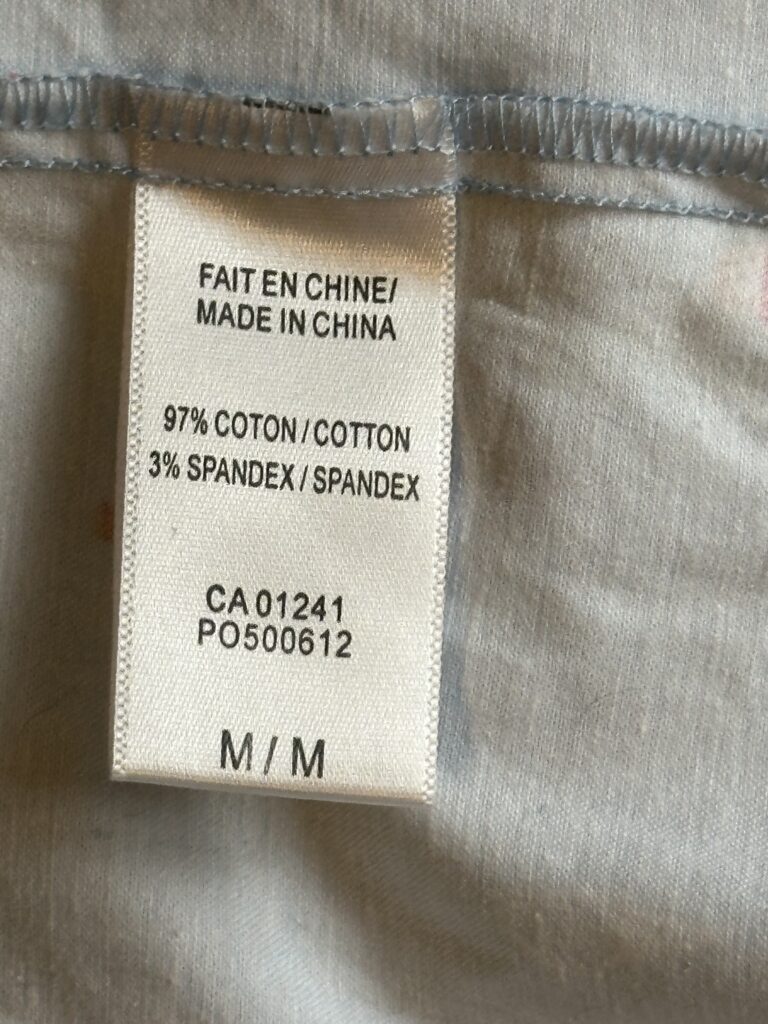 FAIT EN CHINE/
MADE IN CHINA
97% COTON / COTTON
3% SPANDEX / SPANDEX
CA 01241
PO500612
M / M